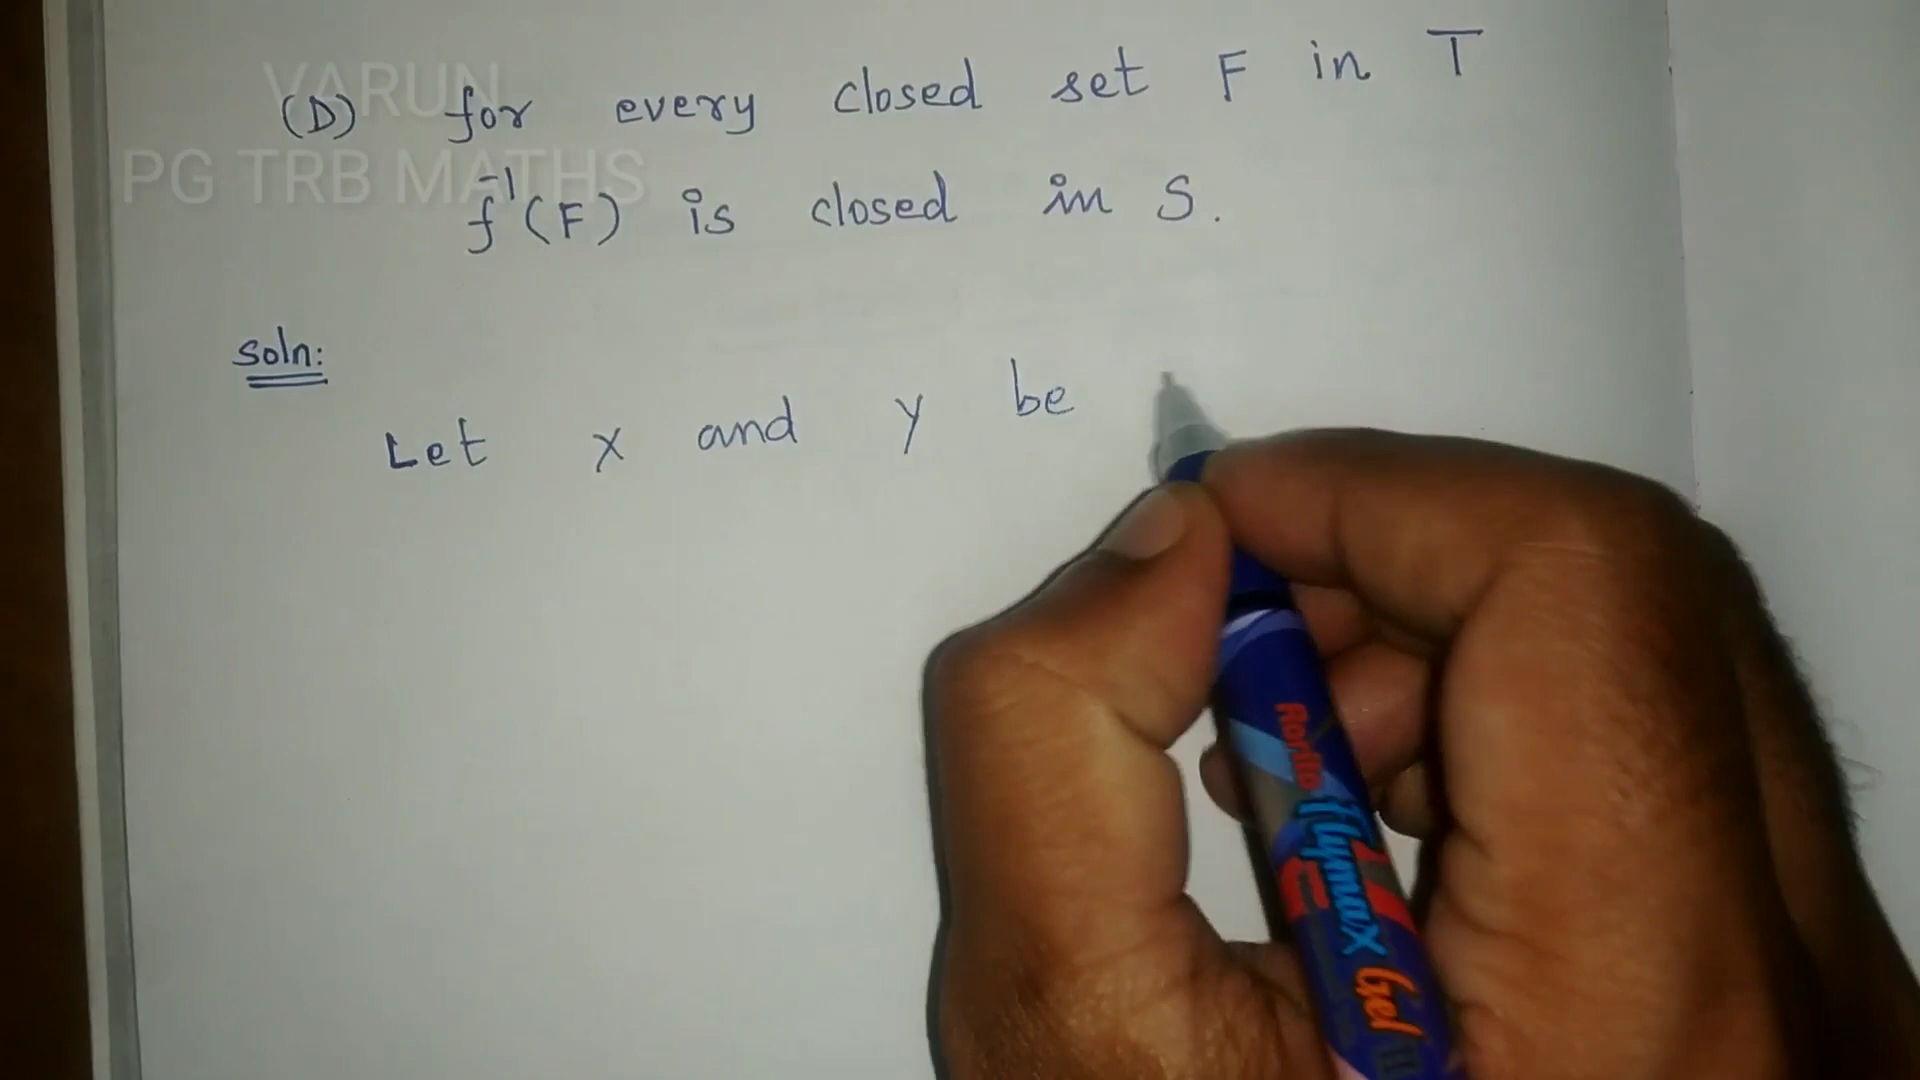 VARUN
PG TRB MATHS
(D) for every closed set F in T
f⁻¹(F) is closed in S.
Soln:
Let x and y be
Rorito Flymax Gel